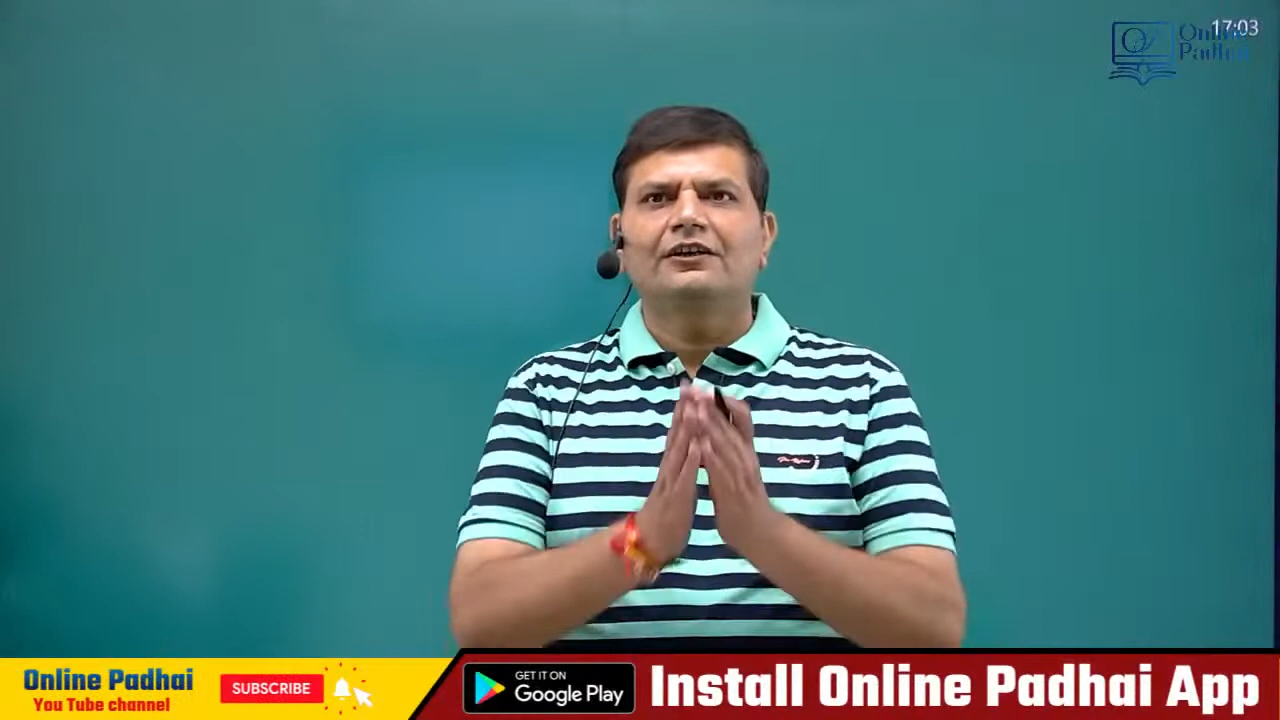 17:03
Online
Padhai
Online Padhai
You Tube channel
SUBSCRIBE
GET IT ON
Google Play
Install Online Padhai App